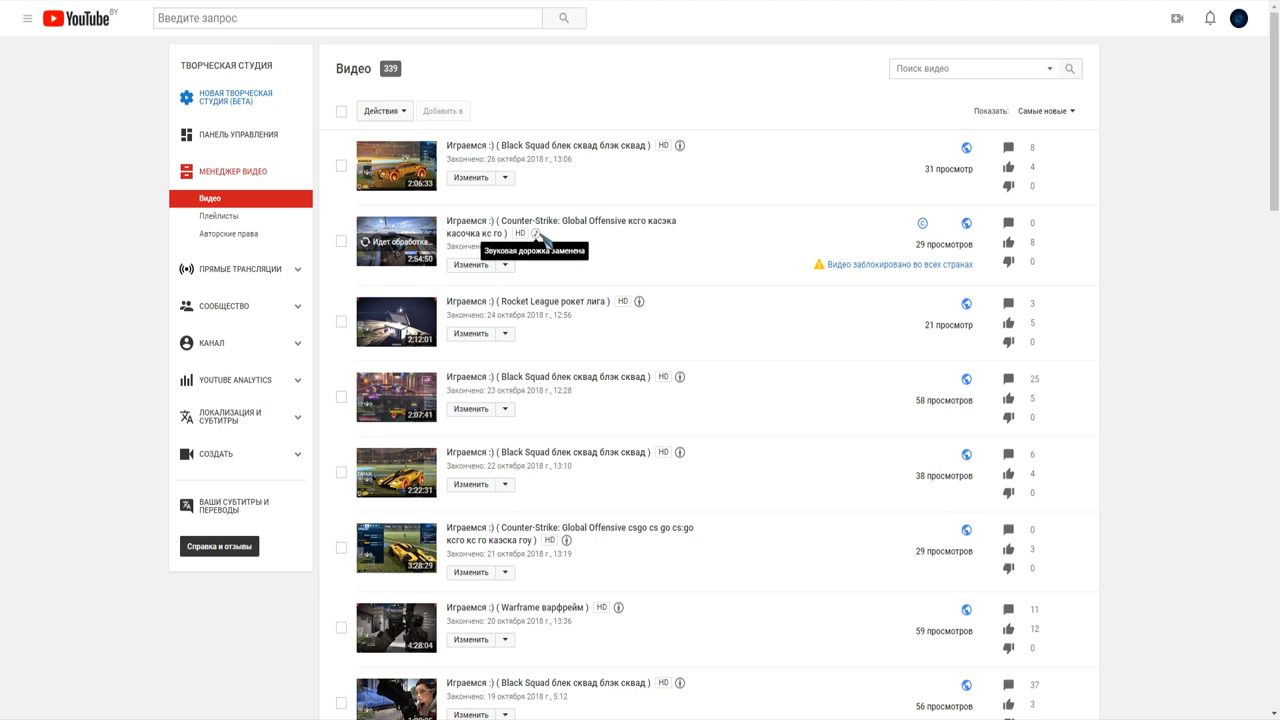 YouTube BY
Введите запрос
ТВОРЧЕСКАЯ СТУДИЯ
НОВАЯ ТВОРЧЕСКАЯ
СТУДИЯ (БЕТА)
ПАНЕЛЬ УПРАВЛЕНИЯ
МЕНЕДЖЕР ВИДЕО
Видео
Плейлисты
Авторские права
ПРЯМЫЕ ТРАНСЛЯЦИИ
СООБЩЕСТВО
КАНАЛ
YOUTUBE ANALYTICS
ЛОКАЛИЗАЦИЯ И
СУБТИТРЫ
СОЗДАТЬ
ВАШИ СУБТИТРЫ И
ПЕРЕВОДЫ
Справка и отзывы
Видео 339
Поиск видео
Действия
Добавить в
Показать: Самые новые
Играемся :) ( Black Squad блек сквад блэк сквад ) HD
8
Закончено: 26 октября 2018 г., 13:06
31 просмотр
4
2:06:33
Изменить
0
Играемся :) ( Counter-Strike: Global Offensive ксго касэка
0
касочка кс го ) HD
Идет обработка...
Звуковая дорожка заменена
29 просмотров
8
2:54:50
Изменить
Видео заблокировано во всех странах
0
Играемся :) ( Rocket League рокет лига ) HD
3
Закончено: 24 октября 2018 г., 12:56
21 просмотр
5
2:12:01
Изменить
0
Играемся :) ( Black Squad блек сквад блэк сквад ) HD
25
Закончено: 23 октября 2018 г., 12:28
58 просмотров
5
2:07:41
Изменить
0
Играемся :) ( Black Squad блек сквад блэк сквад ) HD
6
Закончено: 22 октября 2018 г., 13:10
38 просмотров
4
2:22:31
Изменить
0
Играемся :) ( Counter-Strike: Global Offensive csgo cs go cs:go
0
ксго кс го каэска гоу ) HD
Закончено: 21 октября 2018 г., 13:19
29 просмотров
3
3:28:29
Изменить
0
Играемся :) ( Warframe варфрейм ) HD
11
Закончено: 20 октября 2018 г., 13:36
59 просмотров
12
4:28:04
Изменить
0
Играемся :) ( Black Squad блек сквад блэк сквад ) HD
37
Закончено: 19 октября 2018 г., 5:12
56 просмотров
3
Изменить